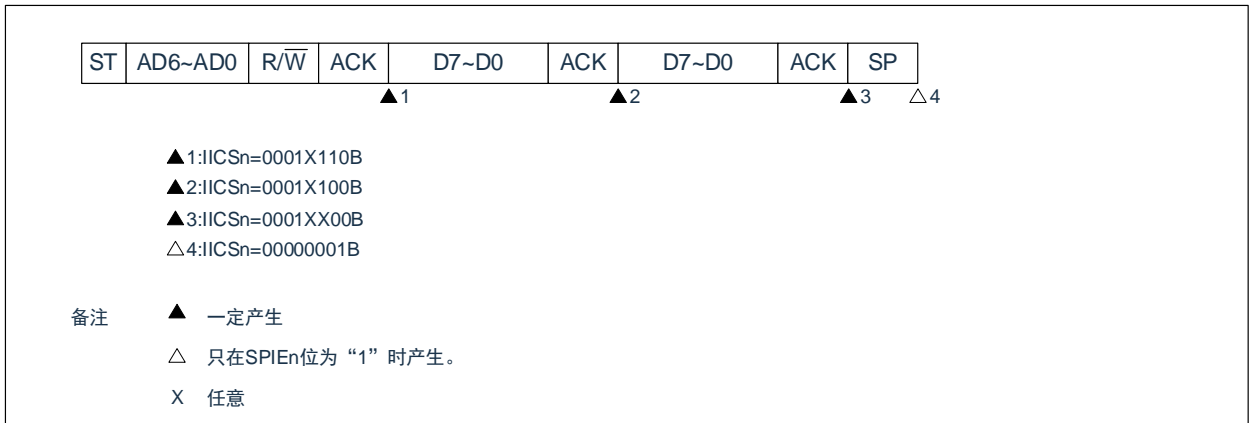 ST AD6~AD0 R/W̅ ACK D7~D0 ACK D7~D0 ACK SP
▲1 ▲2 ▲3 △4
▲1:IICSn=0001X110B
▲2:IICSn=0001X100B
▲3:IICSn=0001XX00B
△4:IICSn=00000001B
备注 ▲ 一定产生
△ 只在SPIEn位为“1”时产生。
X 任意